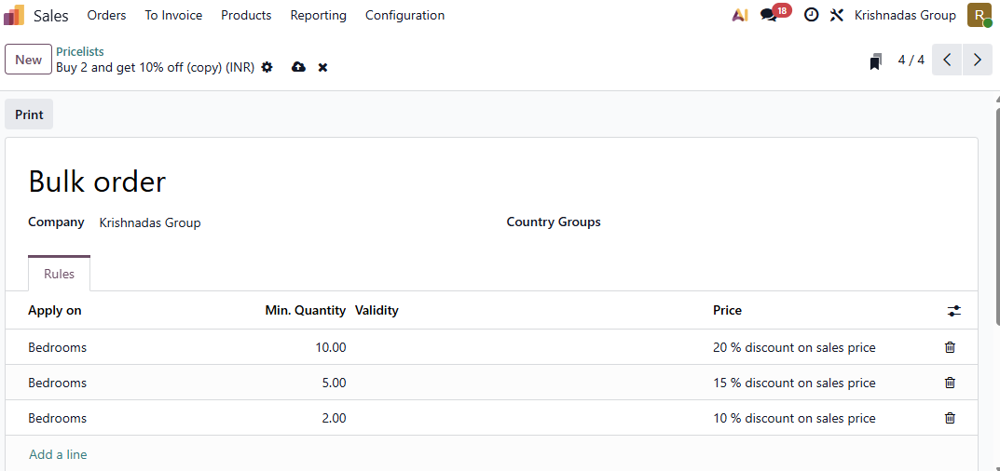 Sales Orders To Invoice Products Reporting Configuration AI 18 Krishnadas Group R
New Pricelists
Buy 2 and get 10% off (copy) (INR) 4 / 4
Print
Bulk order
Company Krishnadas Group Country Groups
Rules
Apply on Min. Quantity Validity Price
Bedrooms 10.00 20 % discount on sales price
Bedrooms 5.00 15 % discount on sales price
Bedrooms 2.00 10 % discount on sales price
Add a line